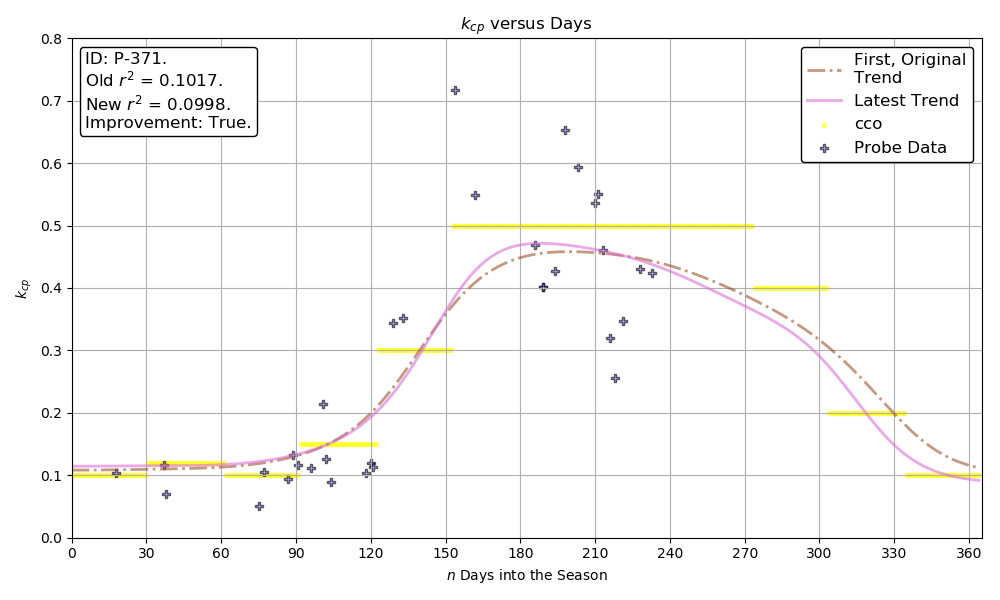 k_cp versus Days
ID: P-371.
Old r² = 0.1017.
New r² = 0.0998.
Improvement: True.
First, Original
Trend
Latest Trend
cco
Probe Data
0.8
0.7
0.6
0.5
0.4
0.3
0.2
0.1
0.0
k_cp
0 30 60 90 120 150 180 210 240 270 300 330 360
n Days into the Season